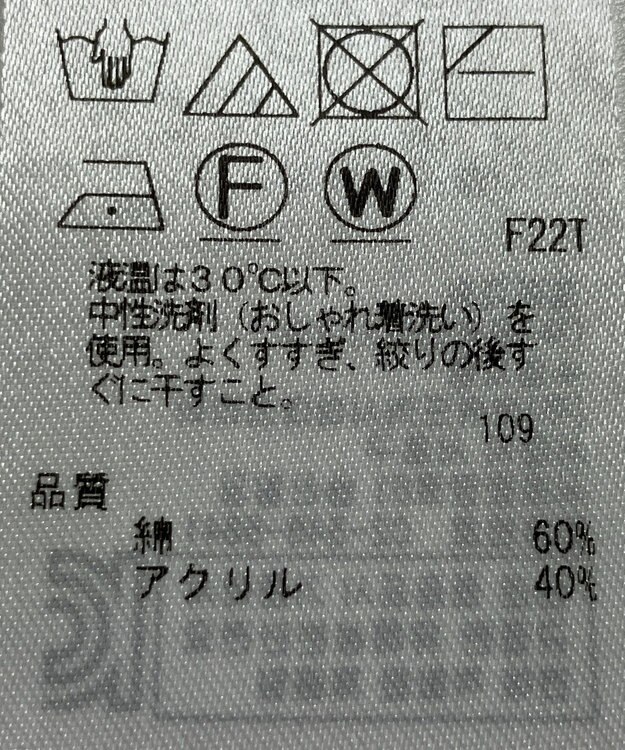 F
W
F22T
液温は30℃以下。
中性洗剤（おしゃれ着洗い）を
使用。よくすすぎ、絞りの後す
ぐに干すこと。
109
品質
綿 60%
アクリル 40%